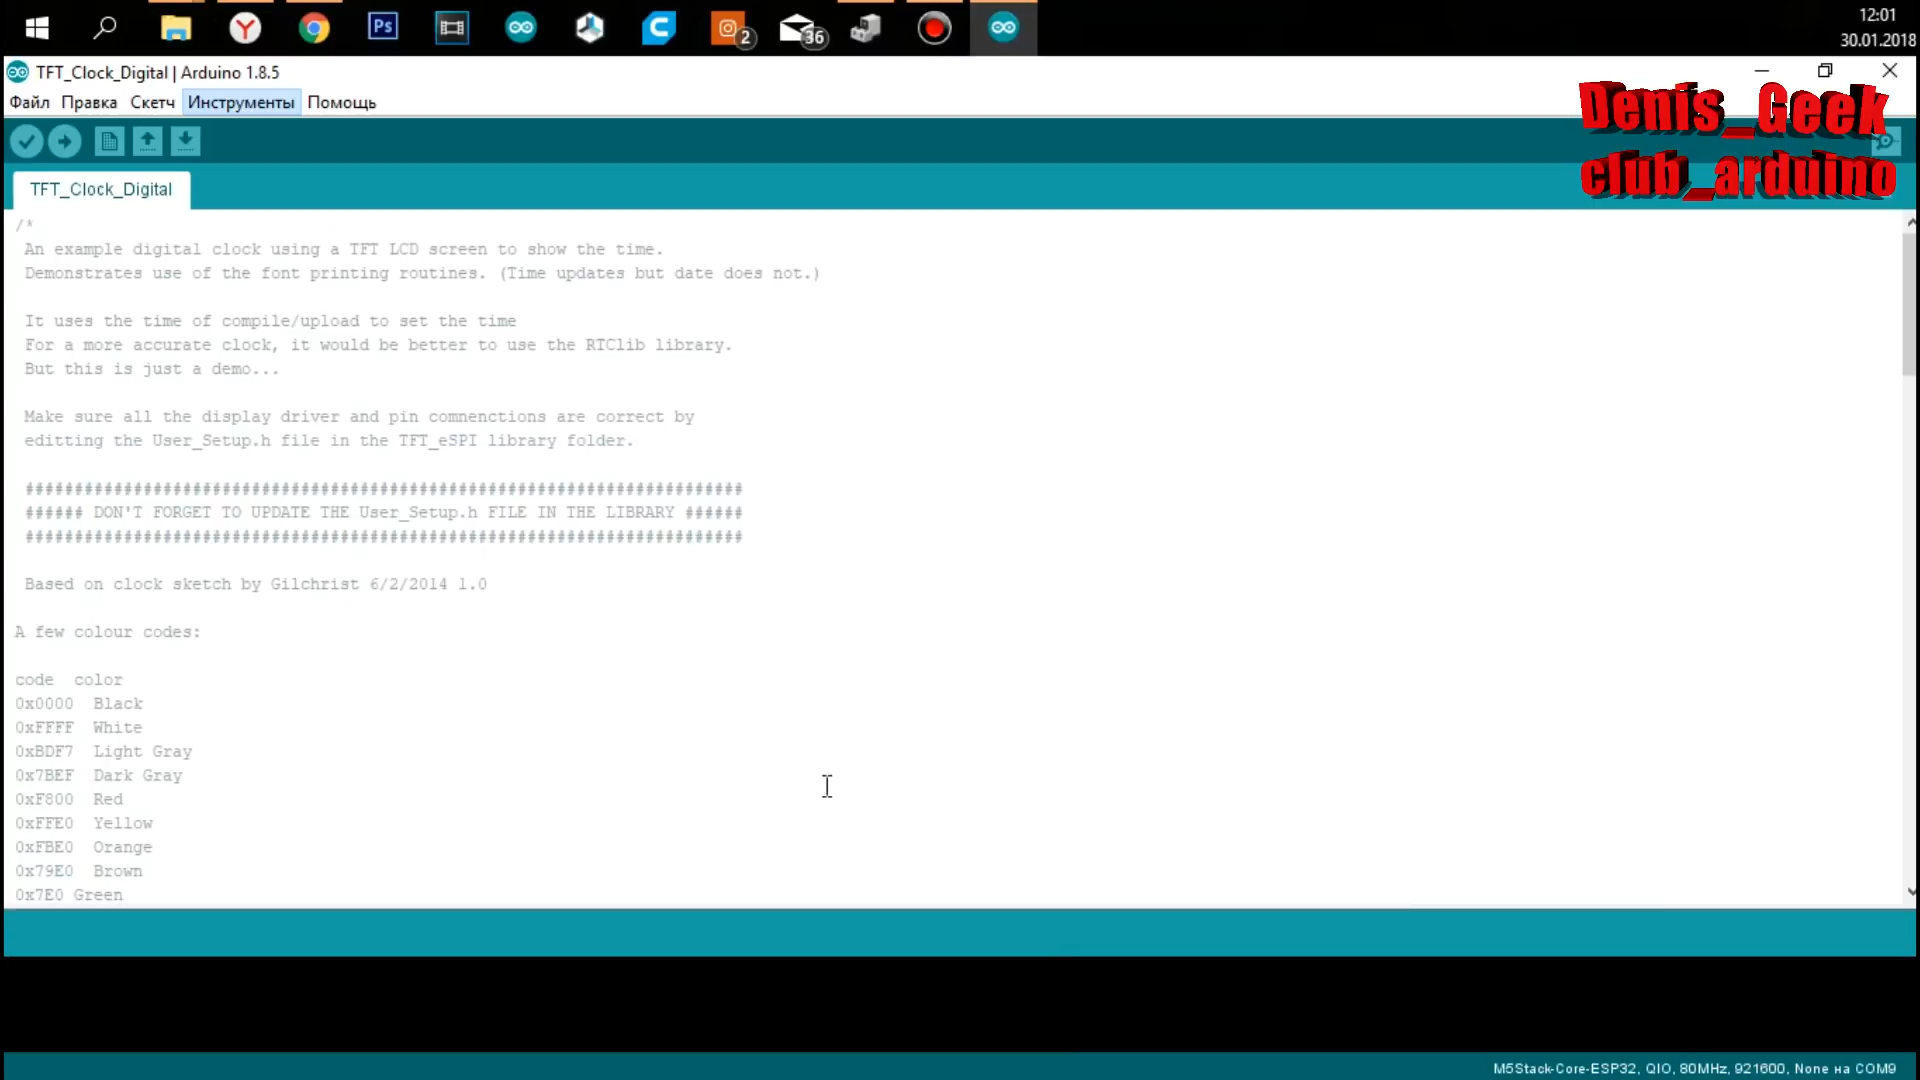 12:01
30.01.2018
2
36
TFT_Clock_Digital | Arduino 1.8.5
Файл Правка Скетч Инструменты Помощь
Denis_Geek
club_arduino
TFT_Clock_Digital
/*
An example digital clock using a TFT LCD screen to show the time.
Demonstrates use of the font printing routines. (Time updates but date does not.)
It uses the time of compile/upload to set the time
For a more accurate clock, it would be better to use the RTClib library.
But this is just a demo...
Make sure all the display driver and pin comnenctions are correct by
editting the User_Setup.h file in the TFT_eSPI library folder.
#########################################################################
###### DON'T FORGET TO UPDATE THE User_Setup.h FILE IN THE LIBRARY ######
#########################################################################
Based on clock sketch by Gilchrist 6/2/2014 1.0
A few colour codes:
code color
0x0000 Black
0xFFFF White
0xBDF7 Light Gray
0x7BEF Dark Gray
0xF800 Red
0xFFE0 Yellow
0xFBE0 Orange
0x79E0 Brown
0x7E0 Green
M5Stack-Core-ESP32, QIO, 80MHz, 921600, None на COM9